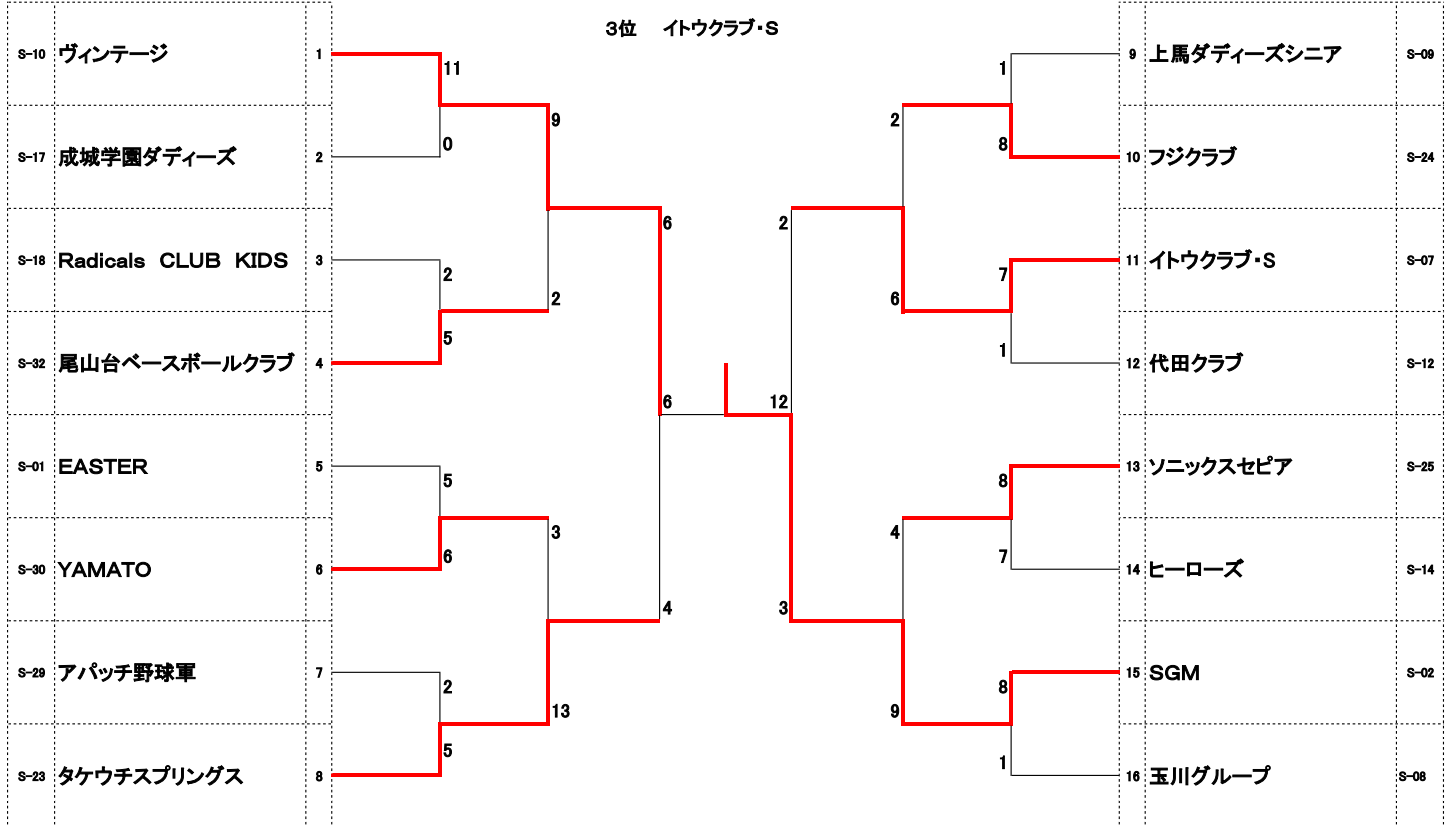 3位　イトウクラブ・S
S-10 ヴィンテージ 1
S-17 成城学園ダディーズ 2
S-18 Radicals CLUB KIDS 3
S-32 尾山台ベースボールクラブ 4
S-01 EASTER 5
S-30 YAMATO 6
S-29 アパッチ野球軍 7
S-23 タケウチスプリングス 8
11
0
2
5
5
6
2
5
9
2
3
13
6
4
6
12
2
3
2
6
4
9
1
8
7
1
8
7
8
1
9 上馬ダディーズシニア S-09
10 フジクラブ S-24
11 イトウクラブ・S S-07
12 代田クラブ S-12
13 ソニックスセピア S-25
14 ヒーローズ S-14
15 SGM S-02
16 玉川グループ S-08